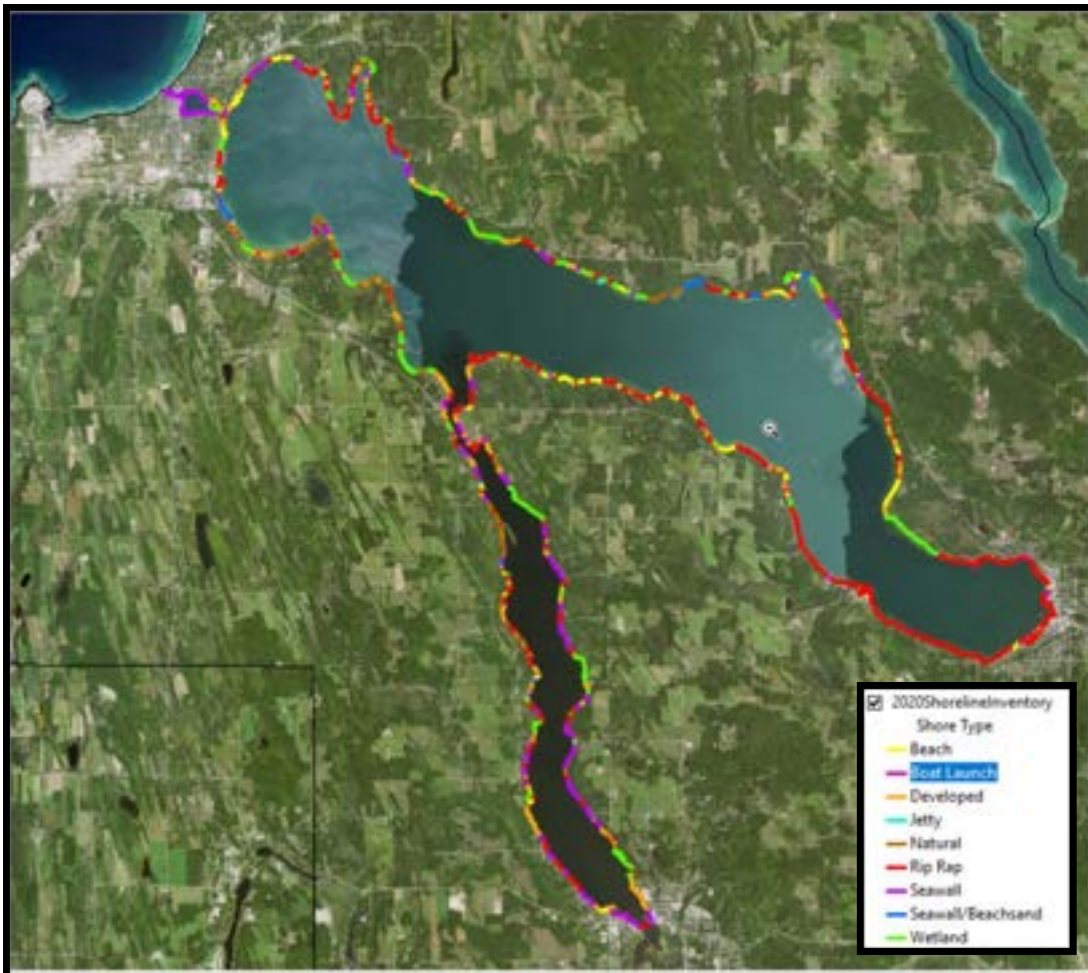 2020ShorelineInventory
Shore Type
Beach
Boat Launch
Developed
Jetty
Natural
Rip Rap
Seawall
Seawall/Beachsand
Wetland